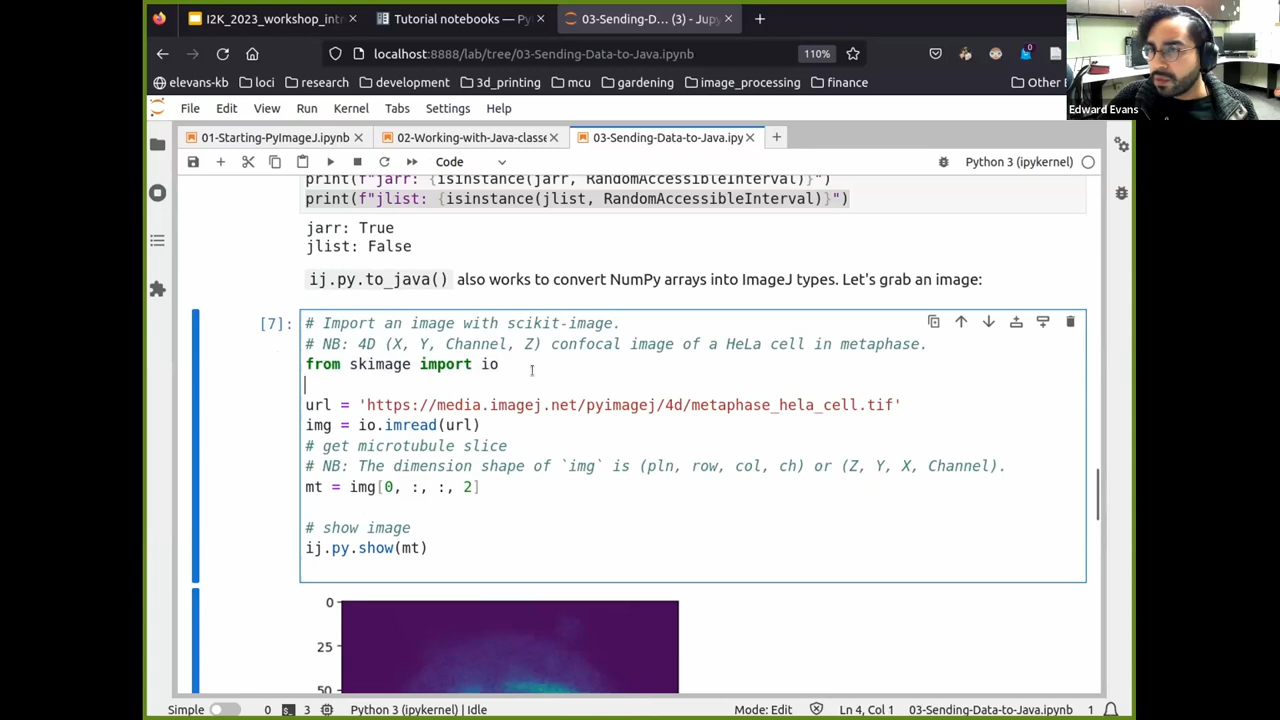 I2K_2023_workshop_intr
Tutorial notebooks — Py
03-Sending-D... (3) - Jup
localhost:8888/lab/tree/03-Sending-Data-to-Java.ipynb
110%
0
elevans-kb
loci
research
mcu
3d_printing
mcu
gardening
image_processing
finance
Other
Edward Evans
File Edit View Run Kernel Tabs Settings Help
01-Starting-PyImageJ.ipynb
02-Working-with-Java-classe
03-Sending-Data-to-Java.ipy
Code
Python 3 (ipykernel)
print(f"jarr: {isinstance(jarr, RandomAccessibleInterval)}")
print(f"jlist: {isinstance(jlist, RandomAccessibleInterval)}")
jarr: True
jlist: False
ij.py.to_java() also works to convert NumPy arrays into ImageJ types. Let's grab an image:
[7]:
# Import an image with scikit-image.
# NB: 4D (X, Y, Channel, Z) confocal image of a HeLa cell in metaphase.
from skimage import io
url = 'https://media.imagej.net/pyimagej/4d/metaphase_hela_cell.tif'
img = io.imread(url)
# get microtubule slice
# NB: The dimension shape of `img` is (pln, row, col, ch) or (Z, Y, X, Channel).
mt = img[0, :, :, 2]
# show image
ij.py.show(mt)
0
25
50
Simple 0 3 Python 3 (ipykernel) | Idle Mode: Edit Ln 4, Col 1 03-Sending-Data-to-Java.ipynb 1